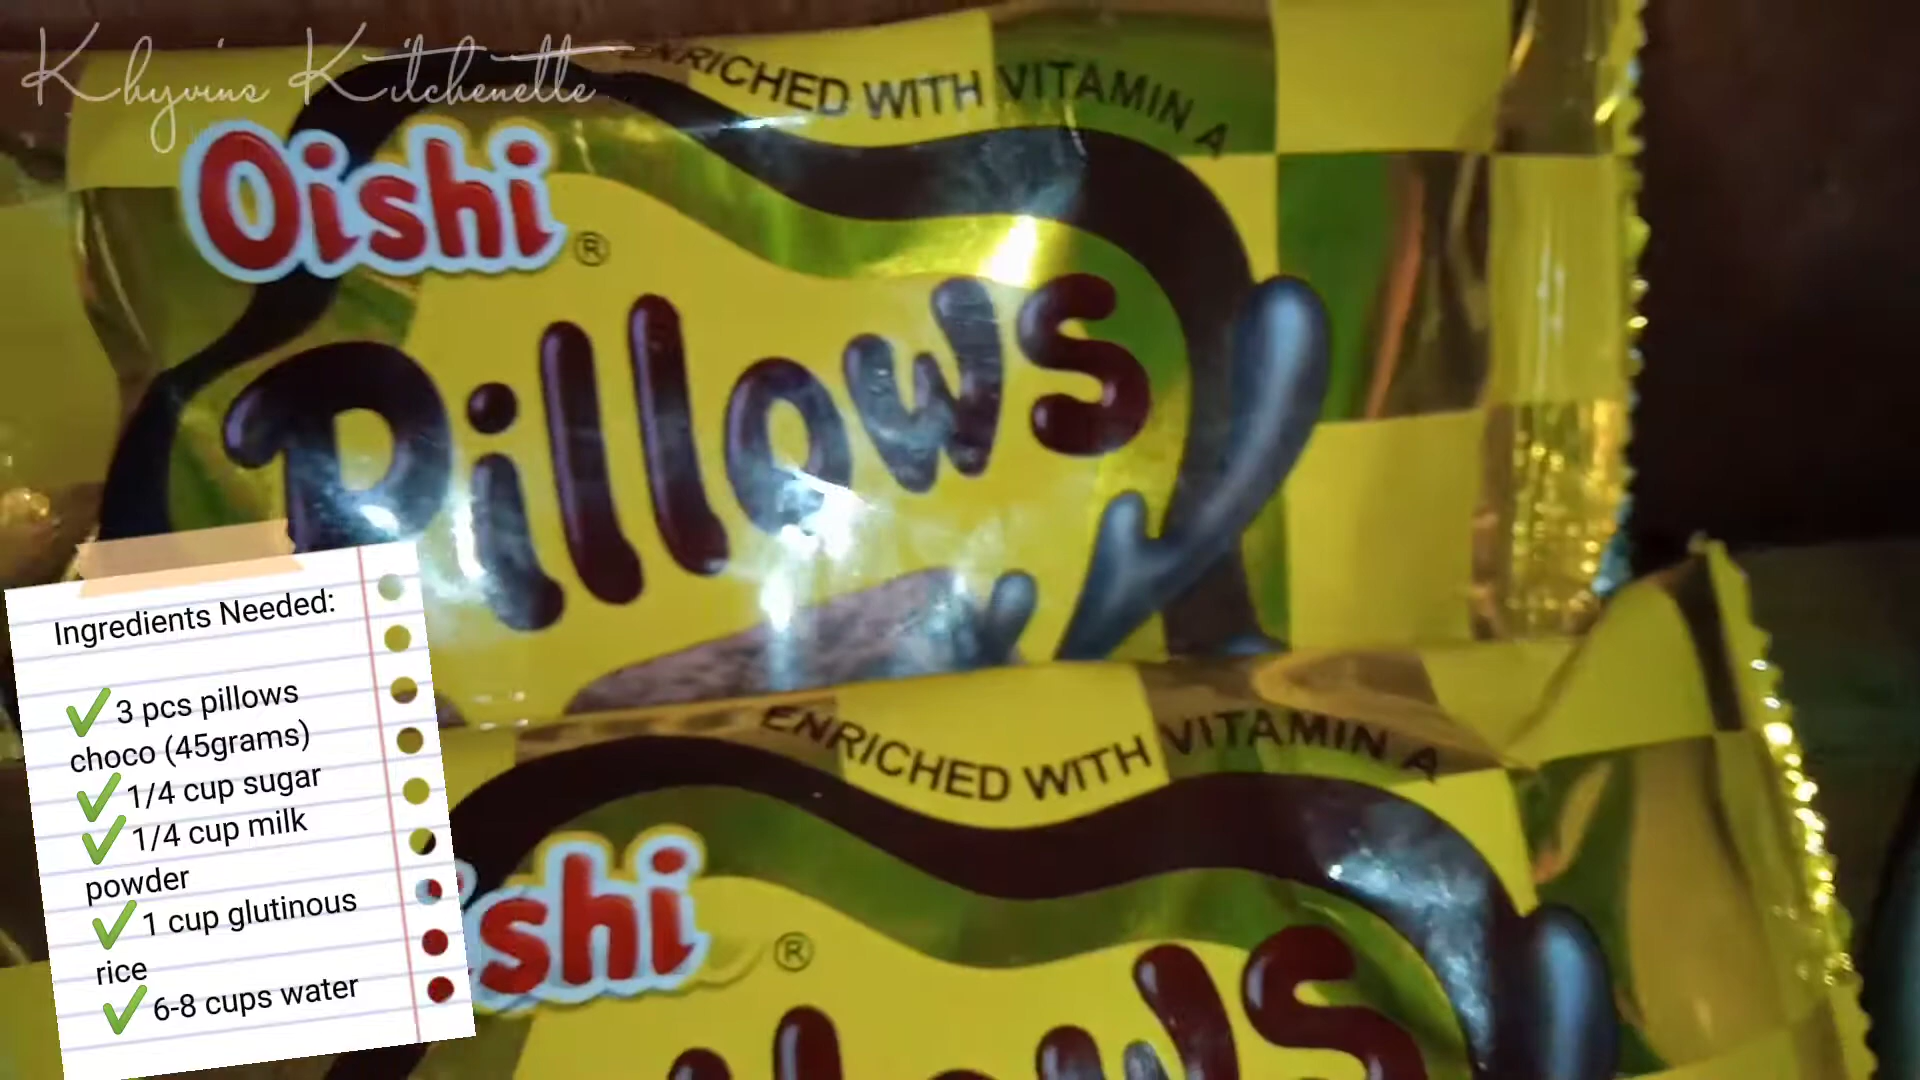 Khyvins Kitchenette
ENRICHED WITH VITAMIN A
Oishi®
Pillows
Ingredients Needed:
✔ 3 pcs pillows
choco (45grams)
✔ 1/4 cup sugar
✔ 1/4 cup milk
powder
✔ 1 cup glutinous
rice
✔ 6-8 cups water
ENRICHED WITH VITAMIN A
shi®
llows